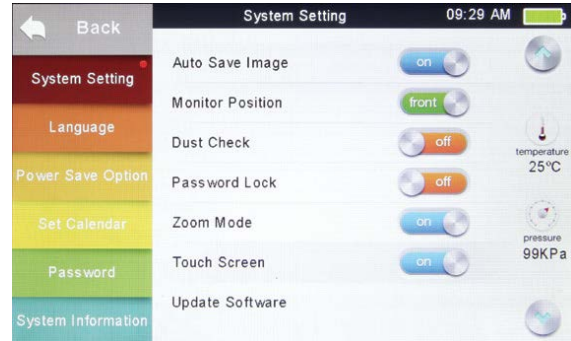 Back
System Setting
09:29 AM
System Setting
Language
Power Save Option
Set Calendar
Password
System Information
Auto Save Image
on
Monitor Position
front
Dust Check
off
Password Lock
off
Zoom Mode
on
Touch Screen
on
Update Software
temperature
25°C
pressure
99KPa